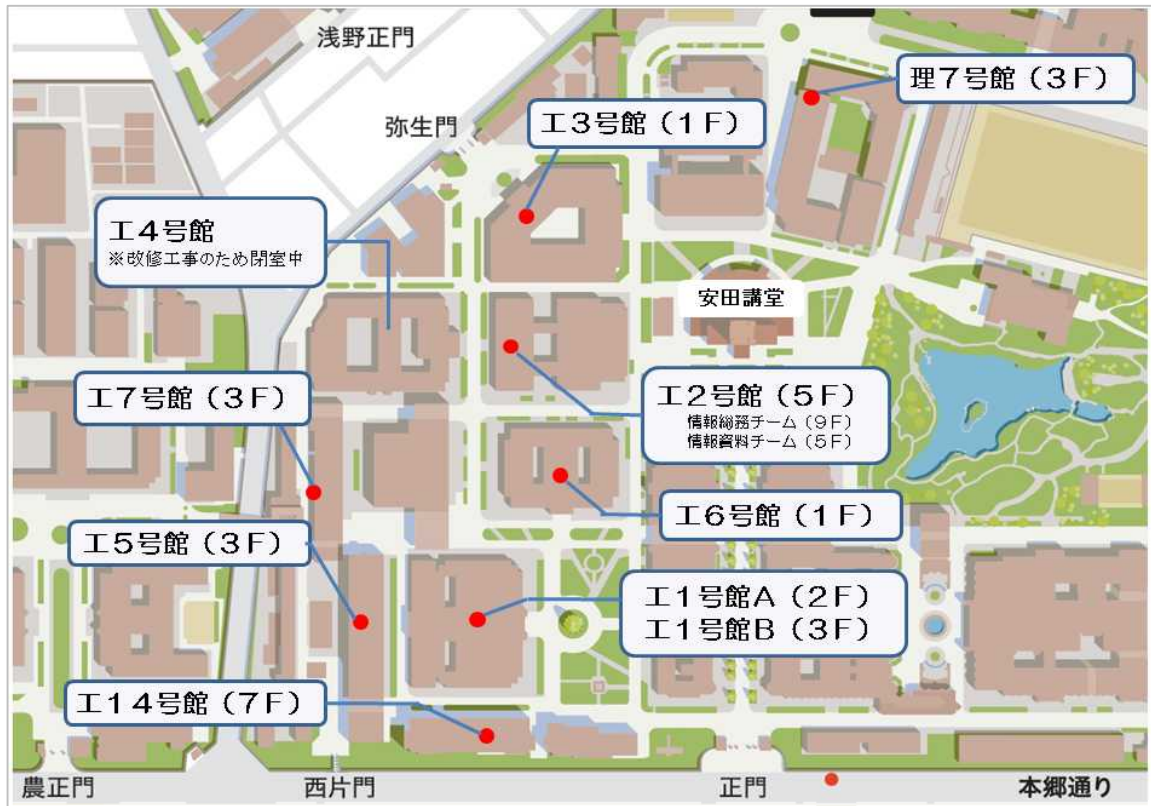 浅野正門
理7号館(3F)
工3号館(1F)
弥生門
工4号館
※改修工事のため閉室中
安田講堂
工7号館(3F)
工2号館(5F)
情報総務チーム(9F)
情報資料チーム(5F)
工6号館(1F)
工5号館(3F)
工1号館A(2F)
工1号館B(3F)
工14号館(7F)
農正門
西片門
正門
本郷通り